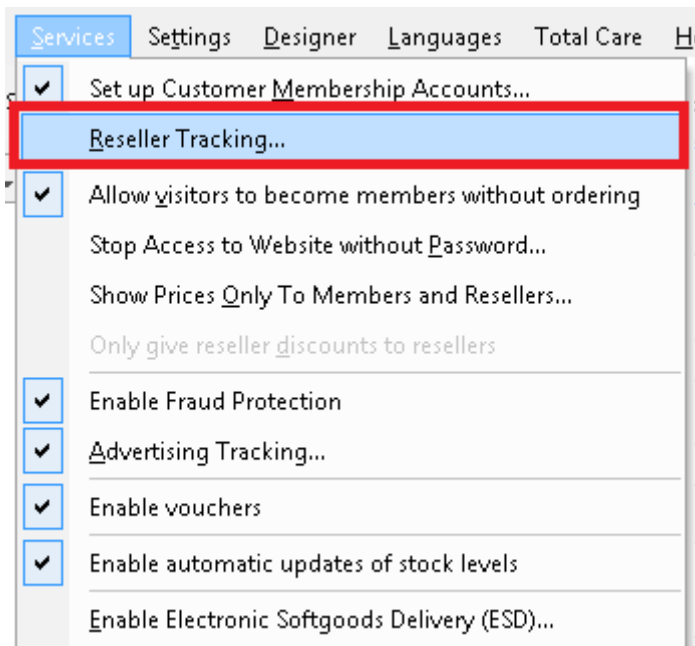 Services Settings Designer Languages Total Care
Set up Customer Membership Accounts...
Reseller Tracking...
Allow visitors to become members without ordering
Stop Access to Website without Password...
Show Prices Only To Members and Resellers...
Only give reseller discounts to resellers
Enable Fraud Protection
Advertising Tracking...
Enable vouchers
Enable automatic updates of stock levels
Enable Electronic Softgoods Delivery (ESD)...